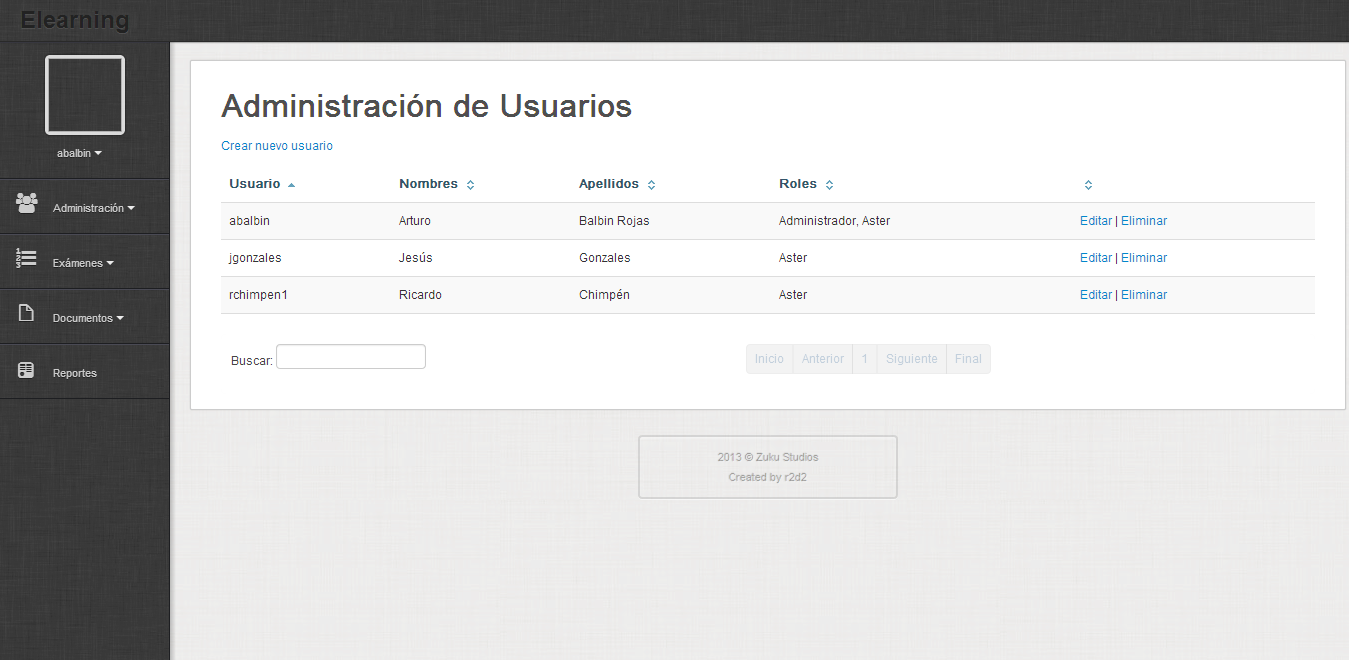 Elearning
abalbin
Administración
Exámenes
Documentos
Reportes
Administración de Usuarios
Crear nuevo usuario
Usuario Nombres Apellidos Roles
abalbin Arturo Balbin Rojas Administrador, Aster Editar | Eliminar
jgonzales Jesús Gonzales Aster Editar | Eliminar
rchimpen1 Ricardo Chimpén Aster Editar | Eliminar
Buscar: Inicio Anterior 1 Siguiente Final
2013 © Zuku Studios
Created by r2d2